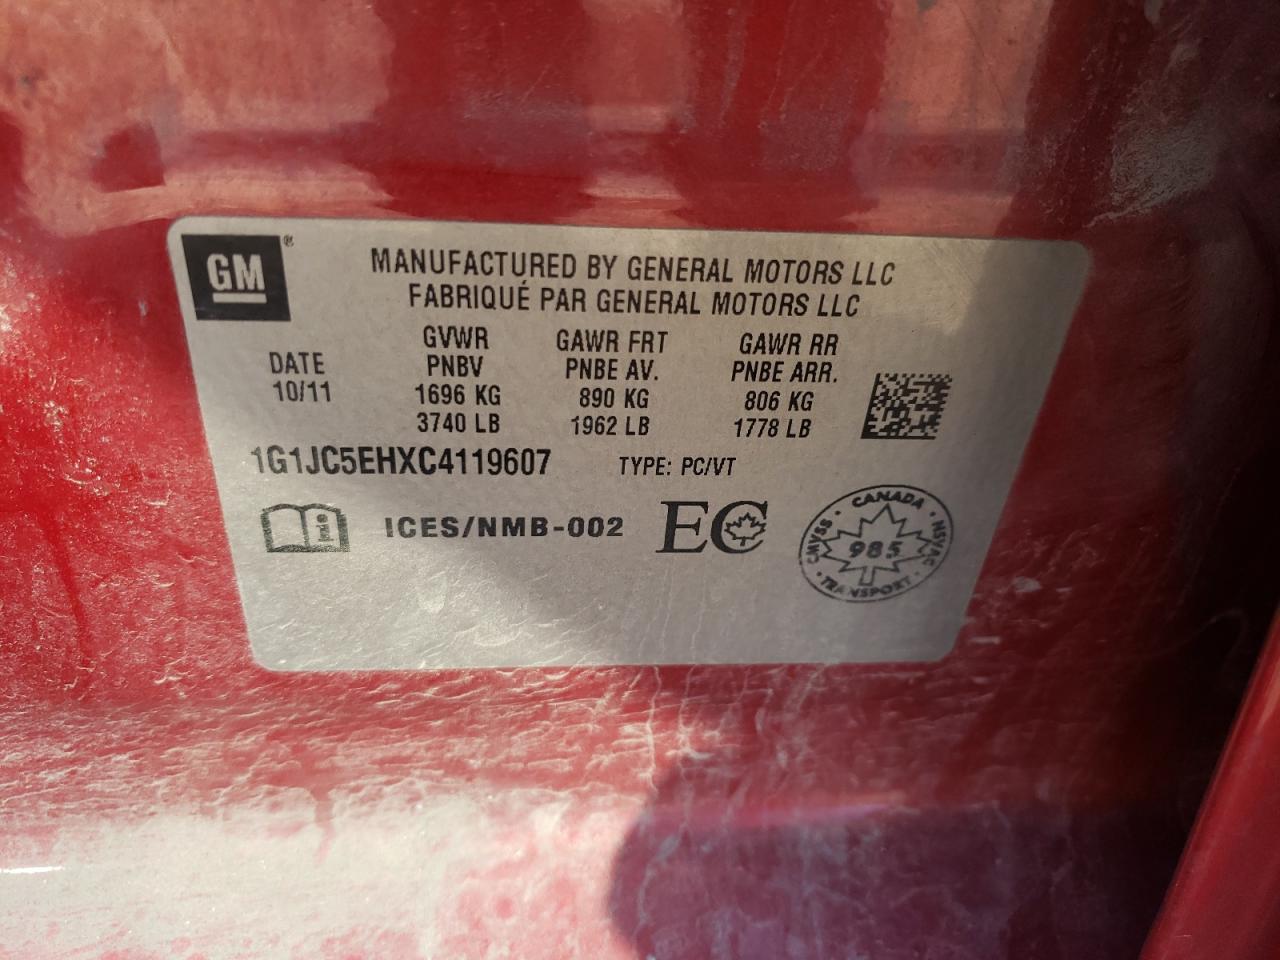 GM®
MANUFACTURED BY GENERAL MOTORS LLC
FABRIQUÉ PAR GENERAL MOTORS LLC
DATE
10/11
GVWR
PNBV
1696 KG
3740 LB
GAWR FRT
PNBE AV.
890 KG
1962 LB
GAWR RR
PNBE ARR.
806 KG
1778 LB
1G1JC5EHXC4119607 TYPE: PC/VT
i ICES/NMB-002 EC
CANADA
CMVSS · NSVAC
985
TRANSPORT